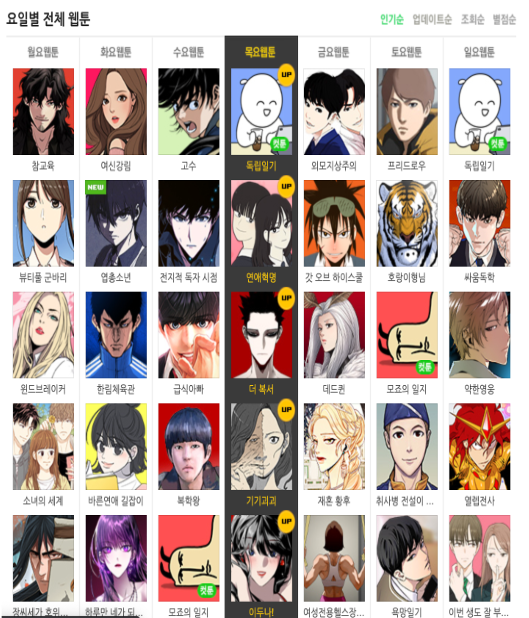 요일별 전체 웹툰
인기순 업데이트순 조회순 별점순
월요웹툰 화요웹툰 수요웹툰 목요웹툰 금요웹툰 토요웹툰 일요웹툰
UP
컷툰 컷툰
참교육 여신강림 고수 독립일기 외모지상주의 프리드로우 독립일기
NEW UP
뷰티풀 군바리 엽총소년 전지적 독자 시점 연애혁명 갓 오브 하이스쿨 호랑이형님 싸움독학
UP
컷툰
윈드브레이커 한림체육관 급식아빠 더 복서 데드퀸 모죠의 일지 약한영웅
UP
소녀의 세계 바른연애 길잡이 복학왕 기기괴괴 재혼 황후 취사병 전설이 ... 열렙전사
UP
컷툰
장씨세가 호위... 하루만 네가 되... 모죠의 일지 이두나! 여성전용헬스장... 욕망일기 이번 생도 잘 부...